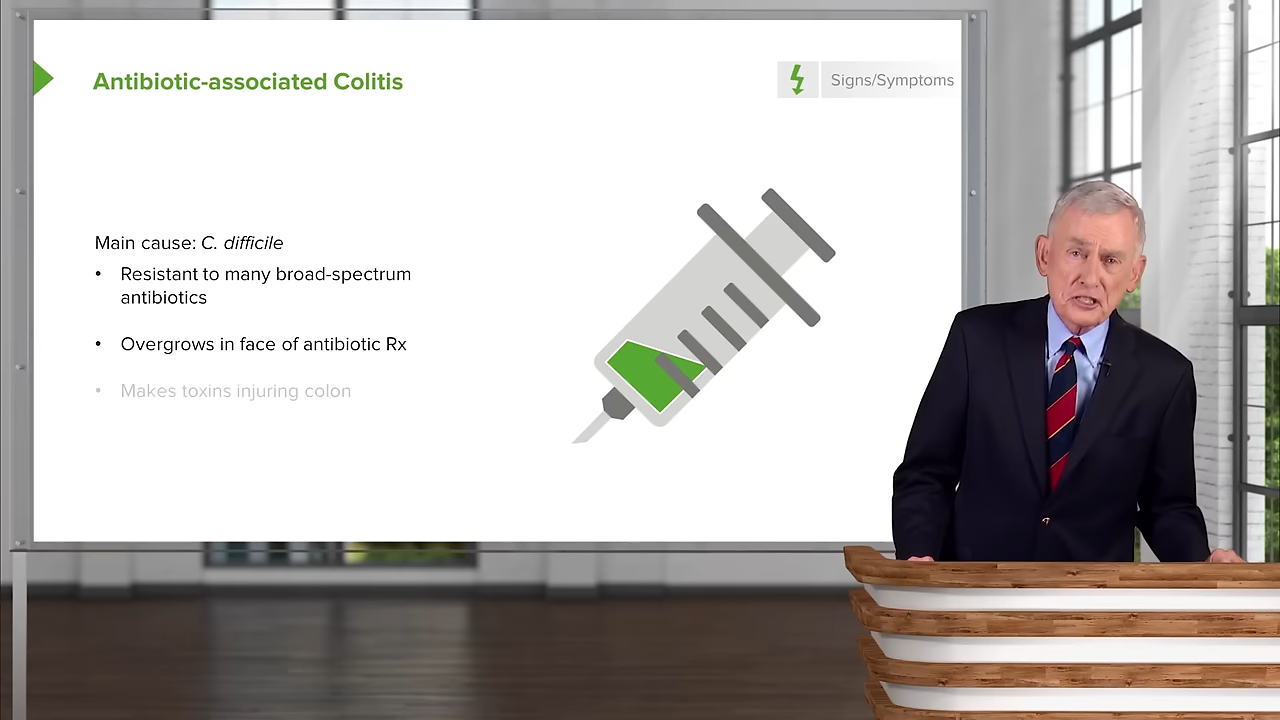 Antibiotic-associated Colitis
Signs/Symptoms
Main cause: C. difficile
• Resistant to many broad-spectrum
antibiotics
• Overgrows in face of antibiotic Rx
• Makes toxins injuring colon